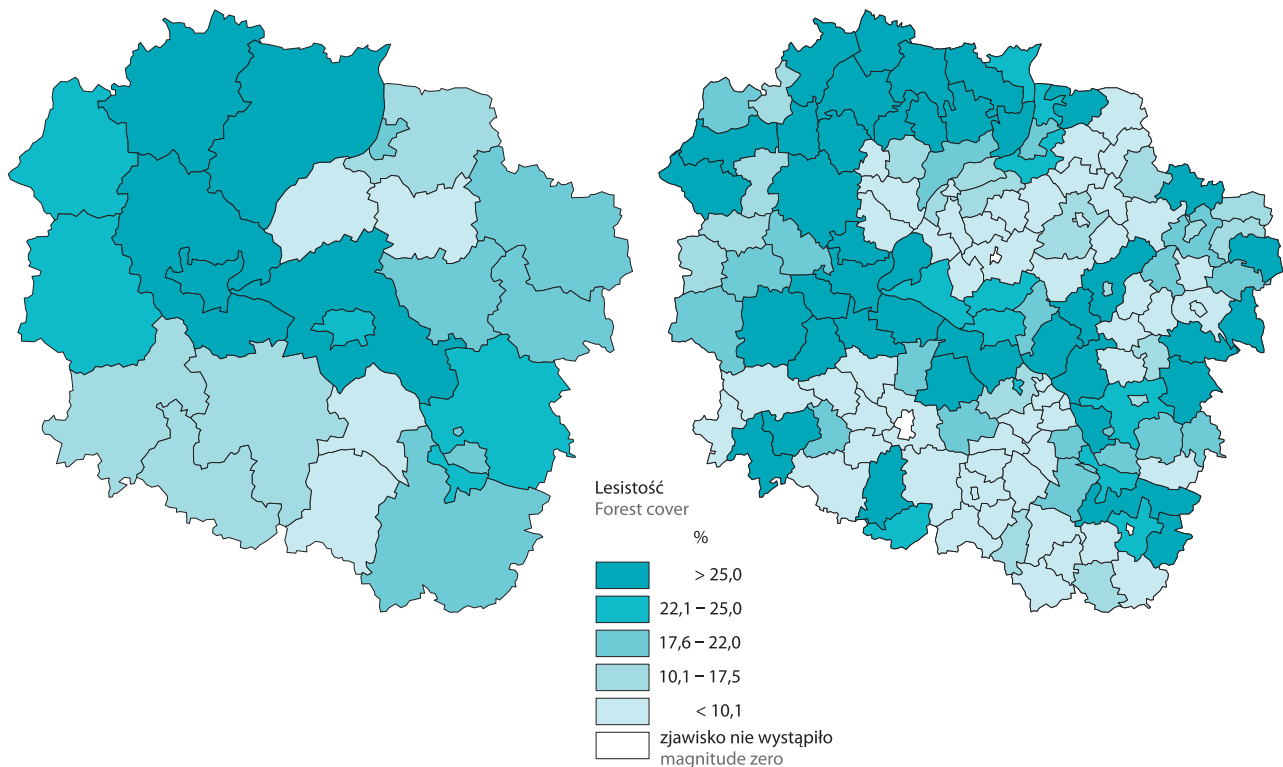 Lesistość
Forest cover
%
> 25,0
22,1 – 25,0
17,6 – 22,0
10,1 – 17,5
< 10,1
zjawisko nie wystąpiło
magnitude zero